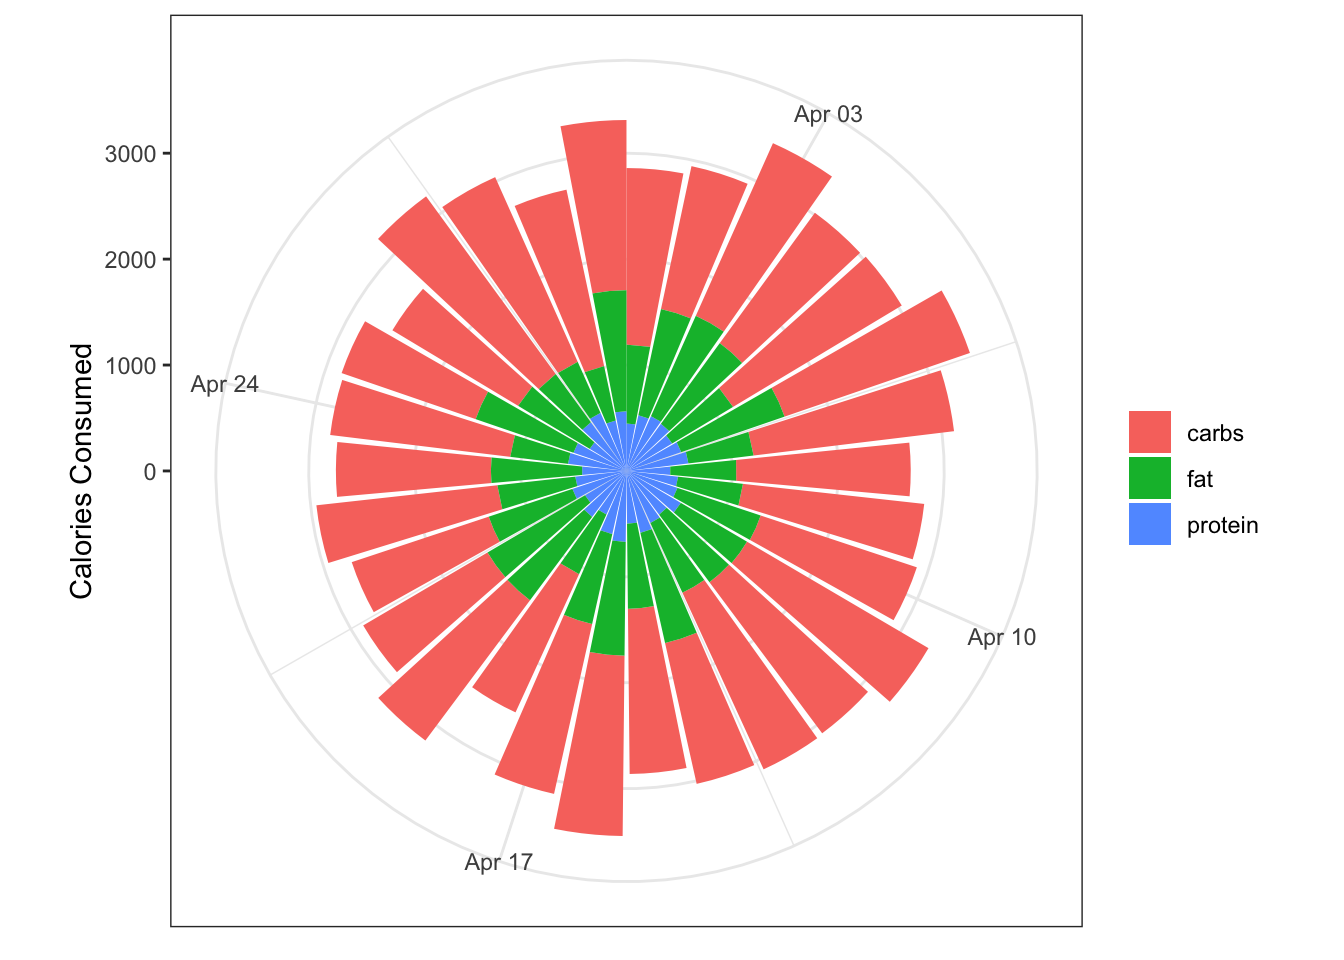 Apr 03
3000
2000
1000
0
Apr 24
Calories Consumed
Apr 10
Apr 17
carbs
fat
protein